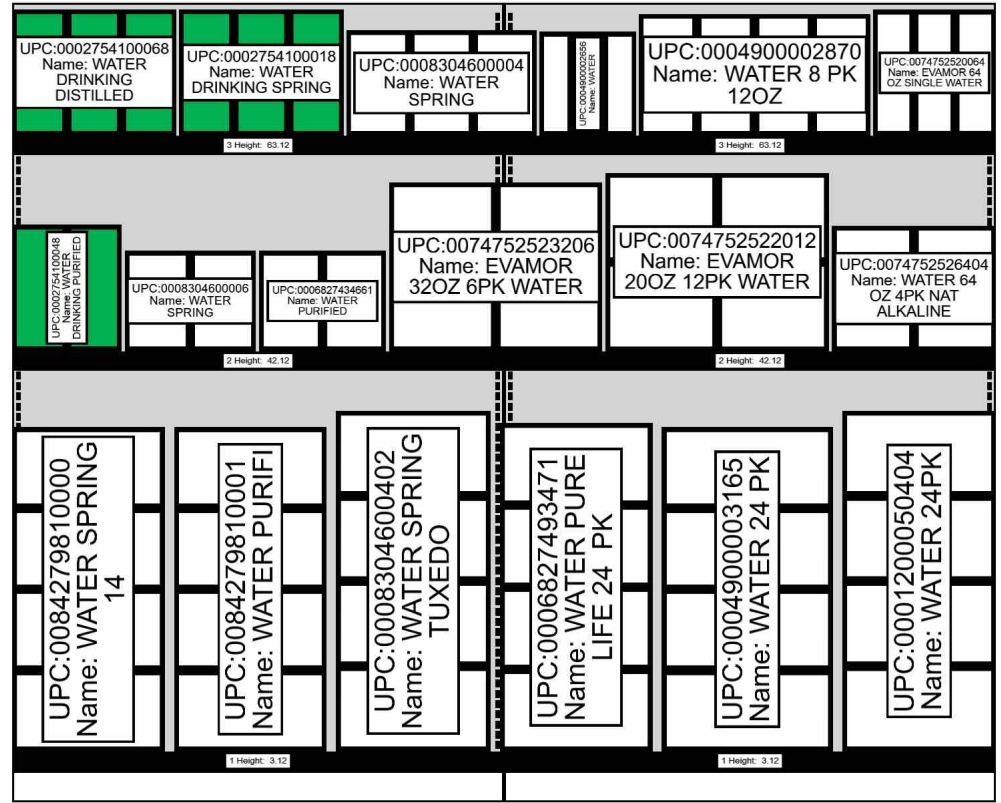 UPC:0002754100068
Name: WATER
DRINKING
DISTILLED
UPC:0002754100018
Name: WATER
DRINKING SPRING
UPC:0008304600004
Name: WATER
SPRING
UPC:0004900002656
Name: WATER
UPC:0004900002870
Name: WATER 8 PK
12OZ
UPC:0074752520064
Name: EVAMOR 64
OZ SINGLE WATER
3 Height: 63.12
3 Height: 63.12
UPC:0002754100048
Name: WATER
DRINKING PURIFIED
UPC:0008304600006
Name: WATER
SPRING
UPC:0006827434661
Name: WATER
PURIFIED
UPC:0074752523206
Name: EVAMOR
32OZ 6PK WATER
UPC:0074752522012
Name: EVAMOR
20OZ 12PK WATER
UPC:0074752526404
Name: WATER 64
OZ 4PK NAT
ALKALINE
2 Height: 42.12
2 Height: 42.12
UPC:0084279810000
Name: WATER SPRING
14
UPC:0084279810001
Name: WATER PURIFI
UPC:0008304600402
Name: WATER SPRING
TUXEDO
UPC:0006827493471
Name: WATER PURE
LIFE 24 PK
UPC:0004900003165
Name: WATER 24 PK
UPC:0001200050404
Name: WATER 24PK
1 Height: 3.12
1 Height: 3.12